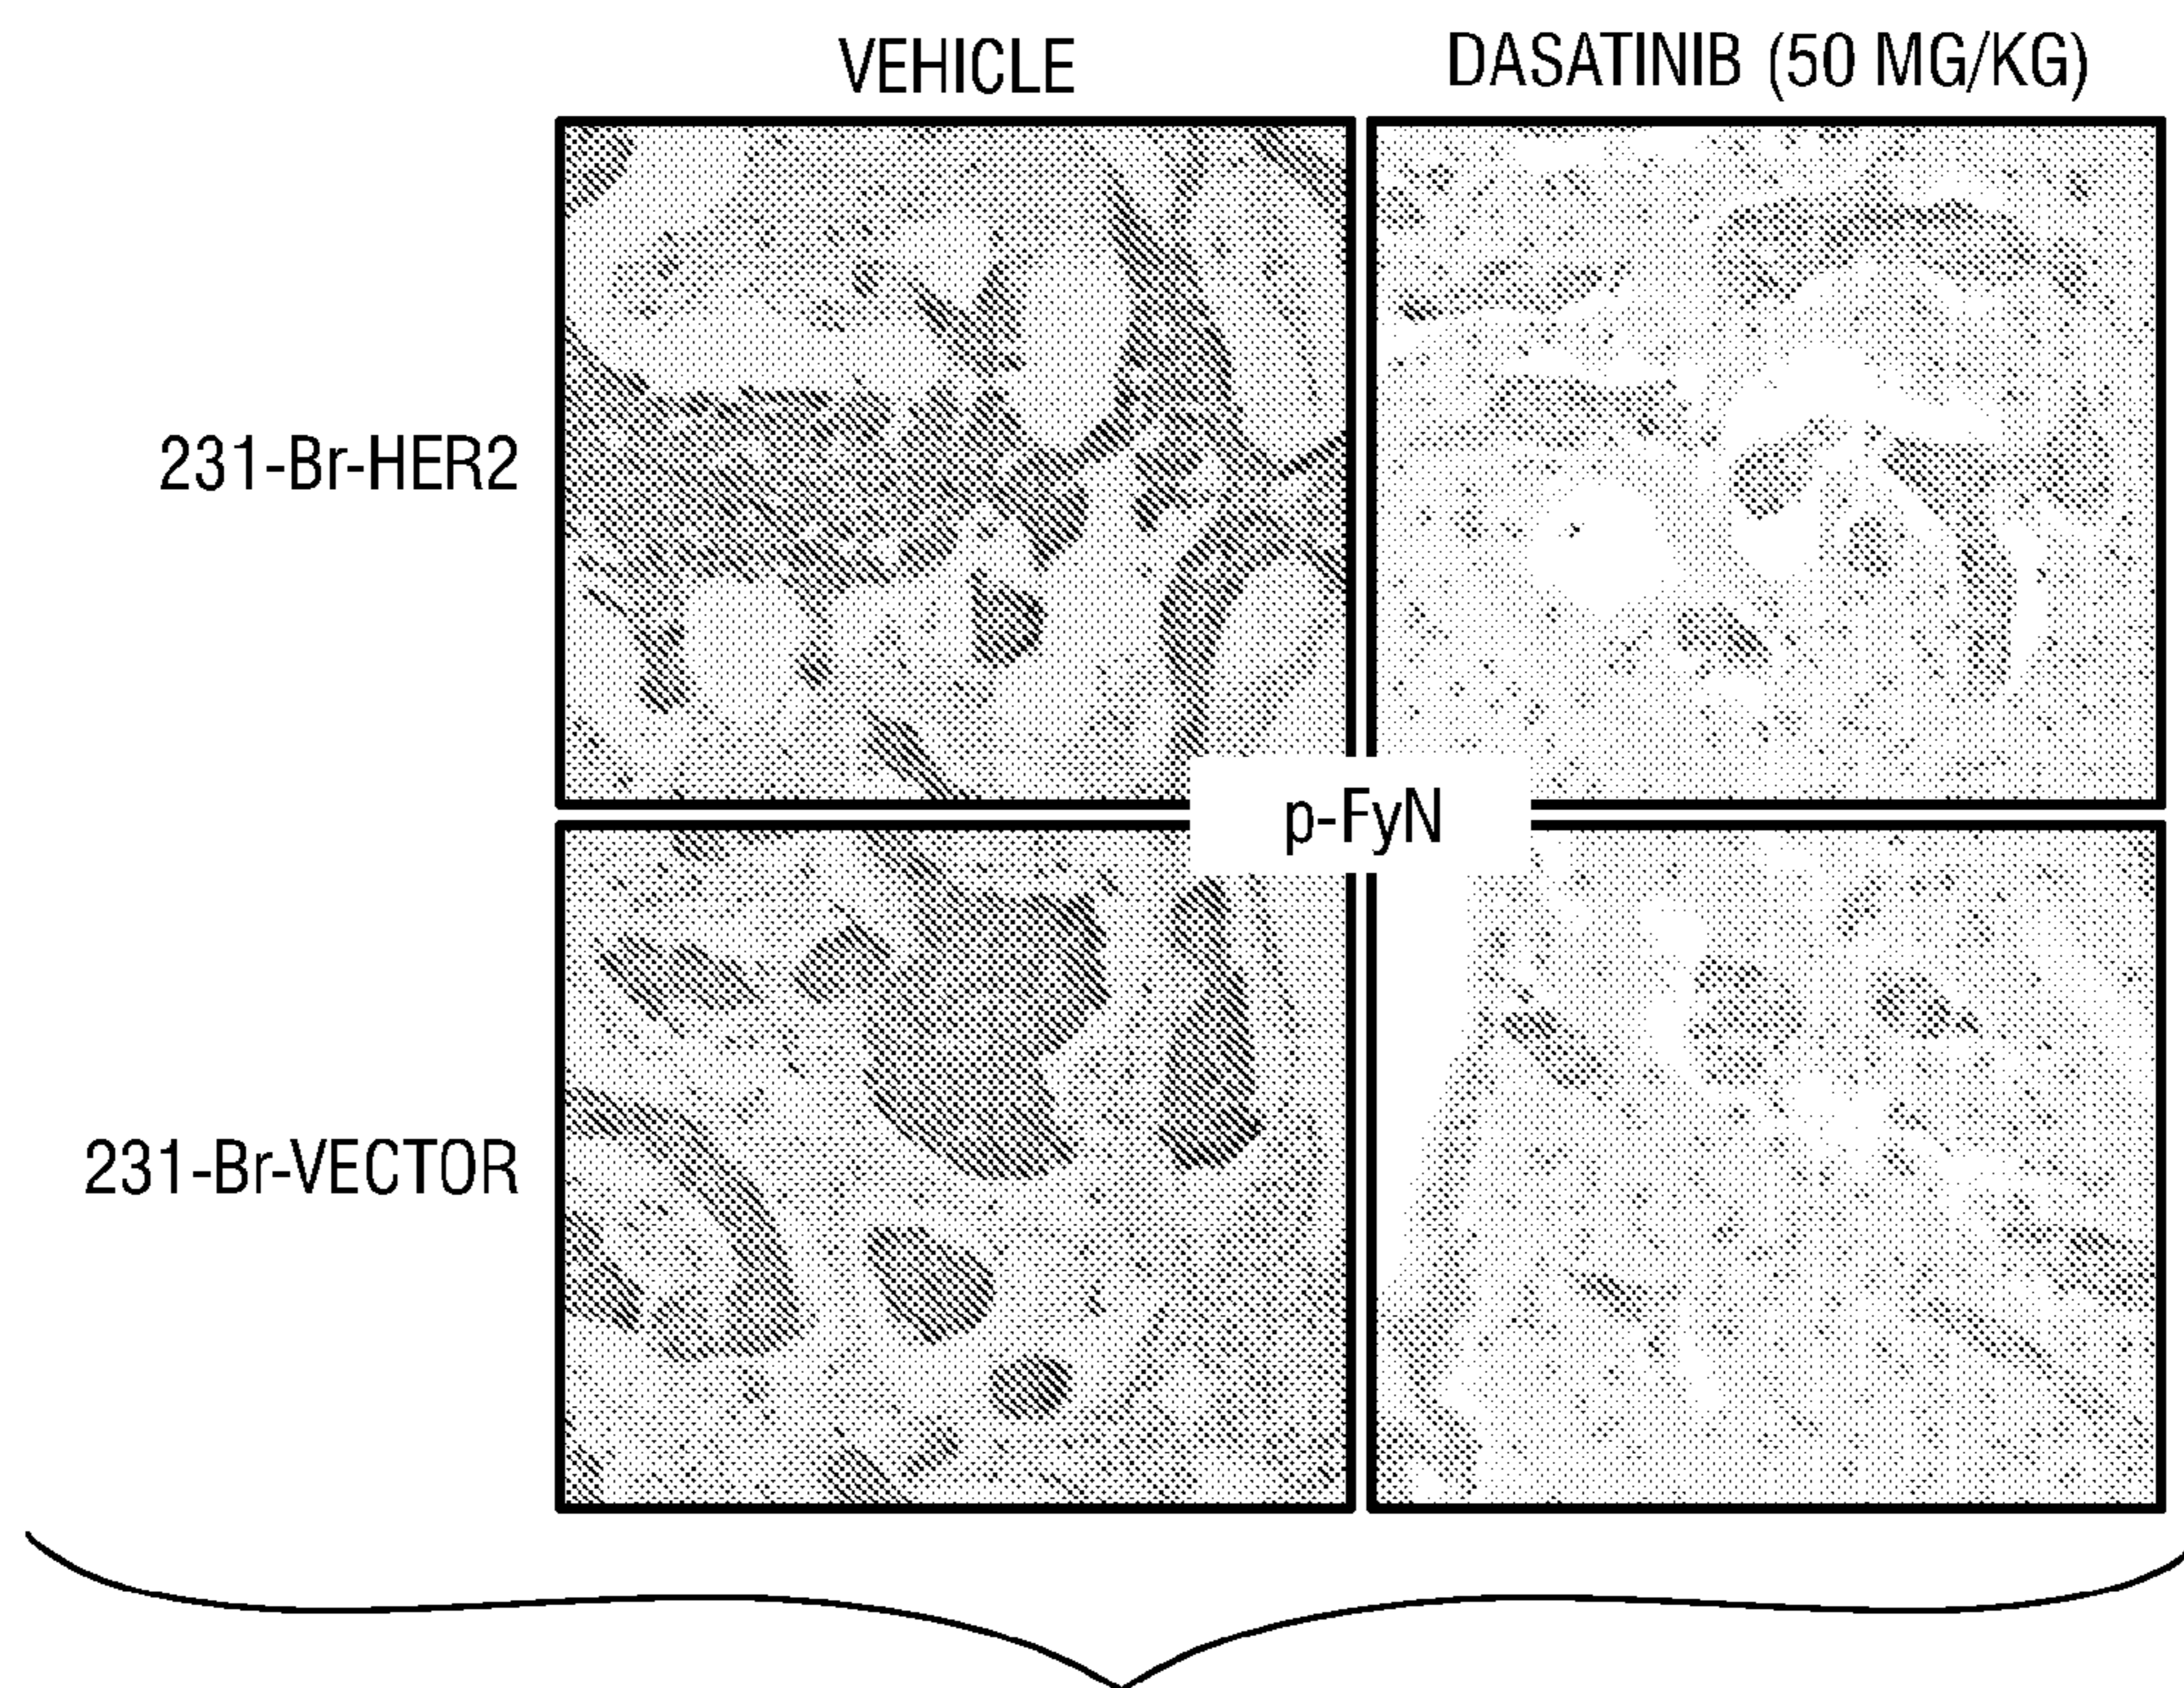 VEHICLE
DASATINIB (50 MG/KG)
231-Br-HER2
p-FyN
231-Br-VECTOR